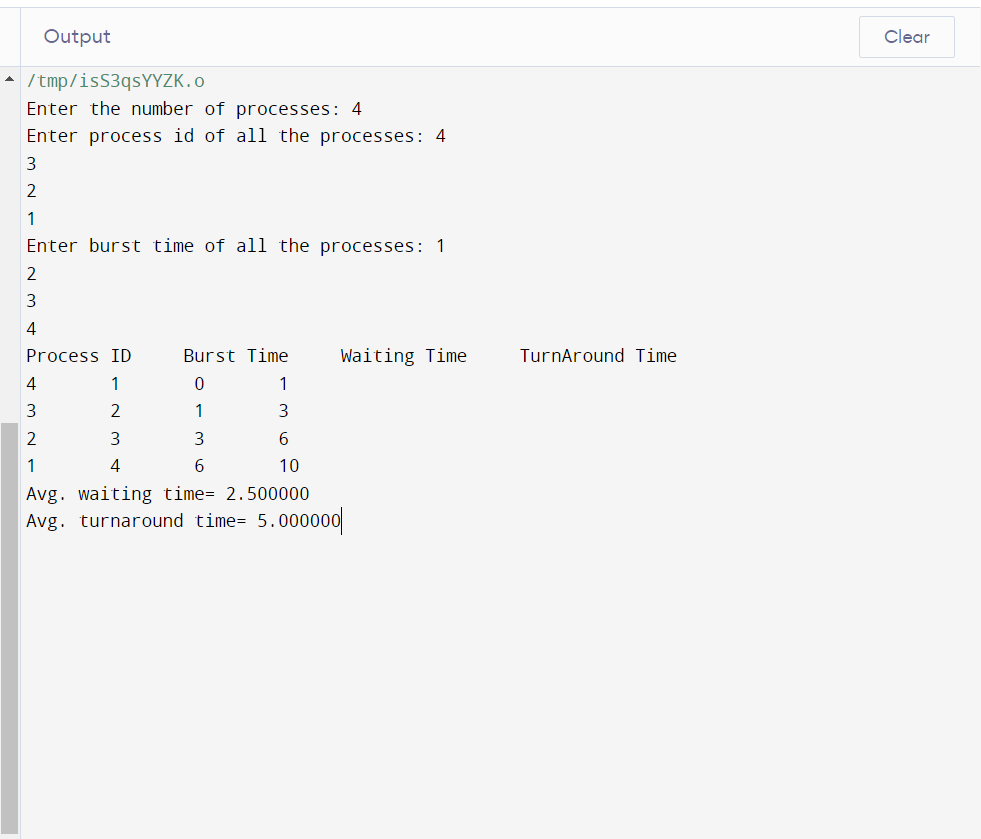 Output
Clear
/tmp/isS3qsYYZK.o
Enter the number of processes: 4
Enter process id of all the processes: 4
3
2
1
Enter burst time of all the processes: 1
2
3
4
Process ID     Burst Time     Waiting Time     TurnAround Time
4       1       0       1
3       2       1       3
2       3       3       6
1       4       6       10
Avg. waiting time= 2.500000
Avg. turnaround time= 5.000000